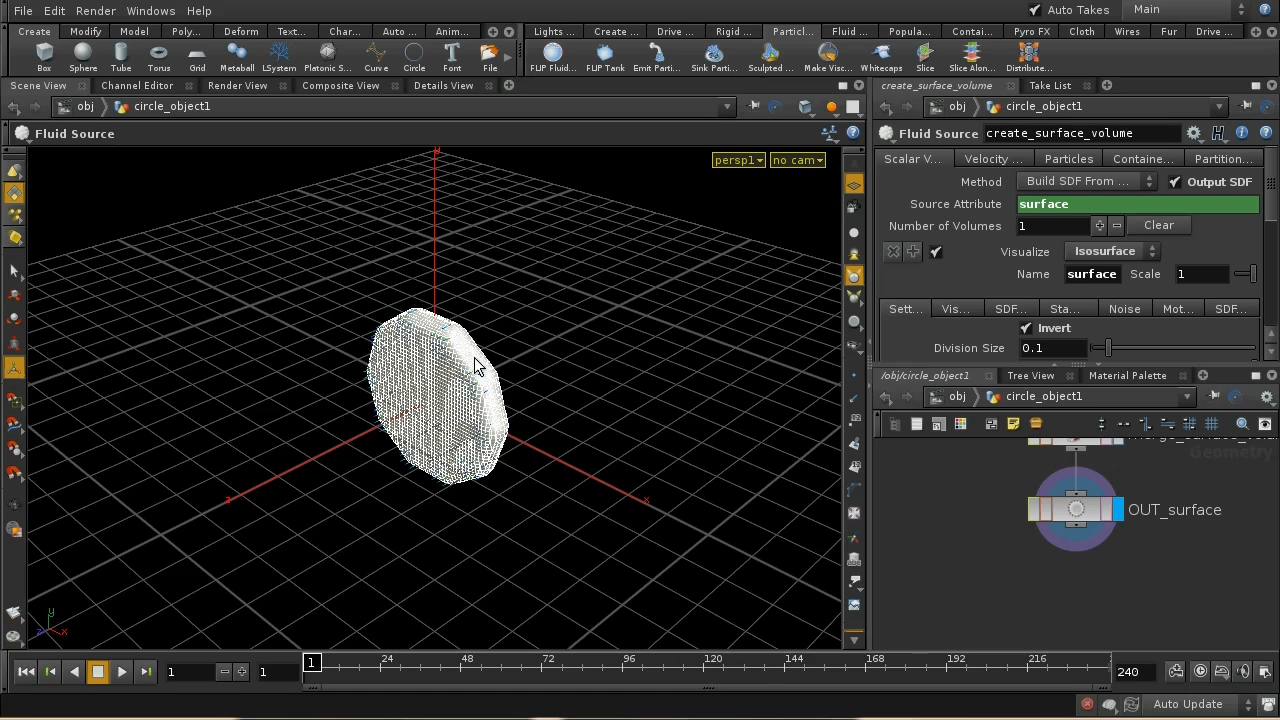 File Edit Render Windows Help Auto Takes Main
Create Modify Model Poly... Deform Text... Char... Auto ... Anim... Lights ... Create ... Drive ... Rigid ... Particl... Fluid ... Popula... Contai... Pyro FX Cloth Wires Fur Drive ...
Box Sphere Tube Torus Grid Metaball LSystem Platonic Curve Circle Font File FLIP Fluid... FLIP Tank Emit Parti... Sink Parti... Sculpted ... Make Visc... Whitecaps Slice Slice Alon... Distribute...
Scene View Channel Editor Render View Composite View Details View create_surface_volume Take List
obj circle_object1 obj circle_object1
Fluid Source Fluid Source create_surface_volume
persp1 no cam
Scalar V... Velocity ... Particles Containe... Partition...
Method Build SDF From ... Output SDF
Source Attribute surface
Number of Volumes 1 Clear
Visualize Isosurface
Name surface Scale 1
Sett... Vis... SDF... Sta... Noise Mot... SDF...
Invert
Division Size 0.1
/obj/circle_object1 Tree View Material Palette
obj circle_object1
Geometry
OUT_surface
y
z x
y
z x
1 1 1 24 48 72 96 120 144 168 192 216 240
Auto Update